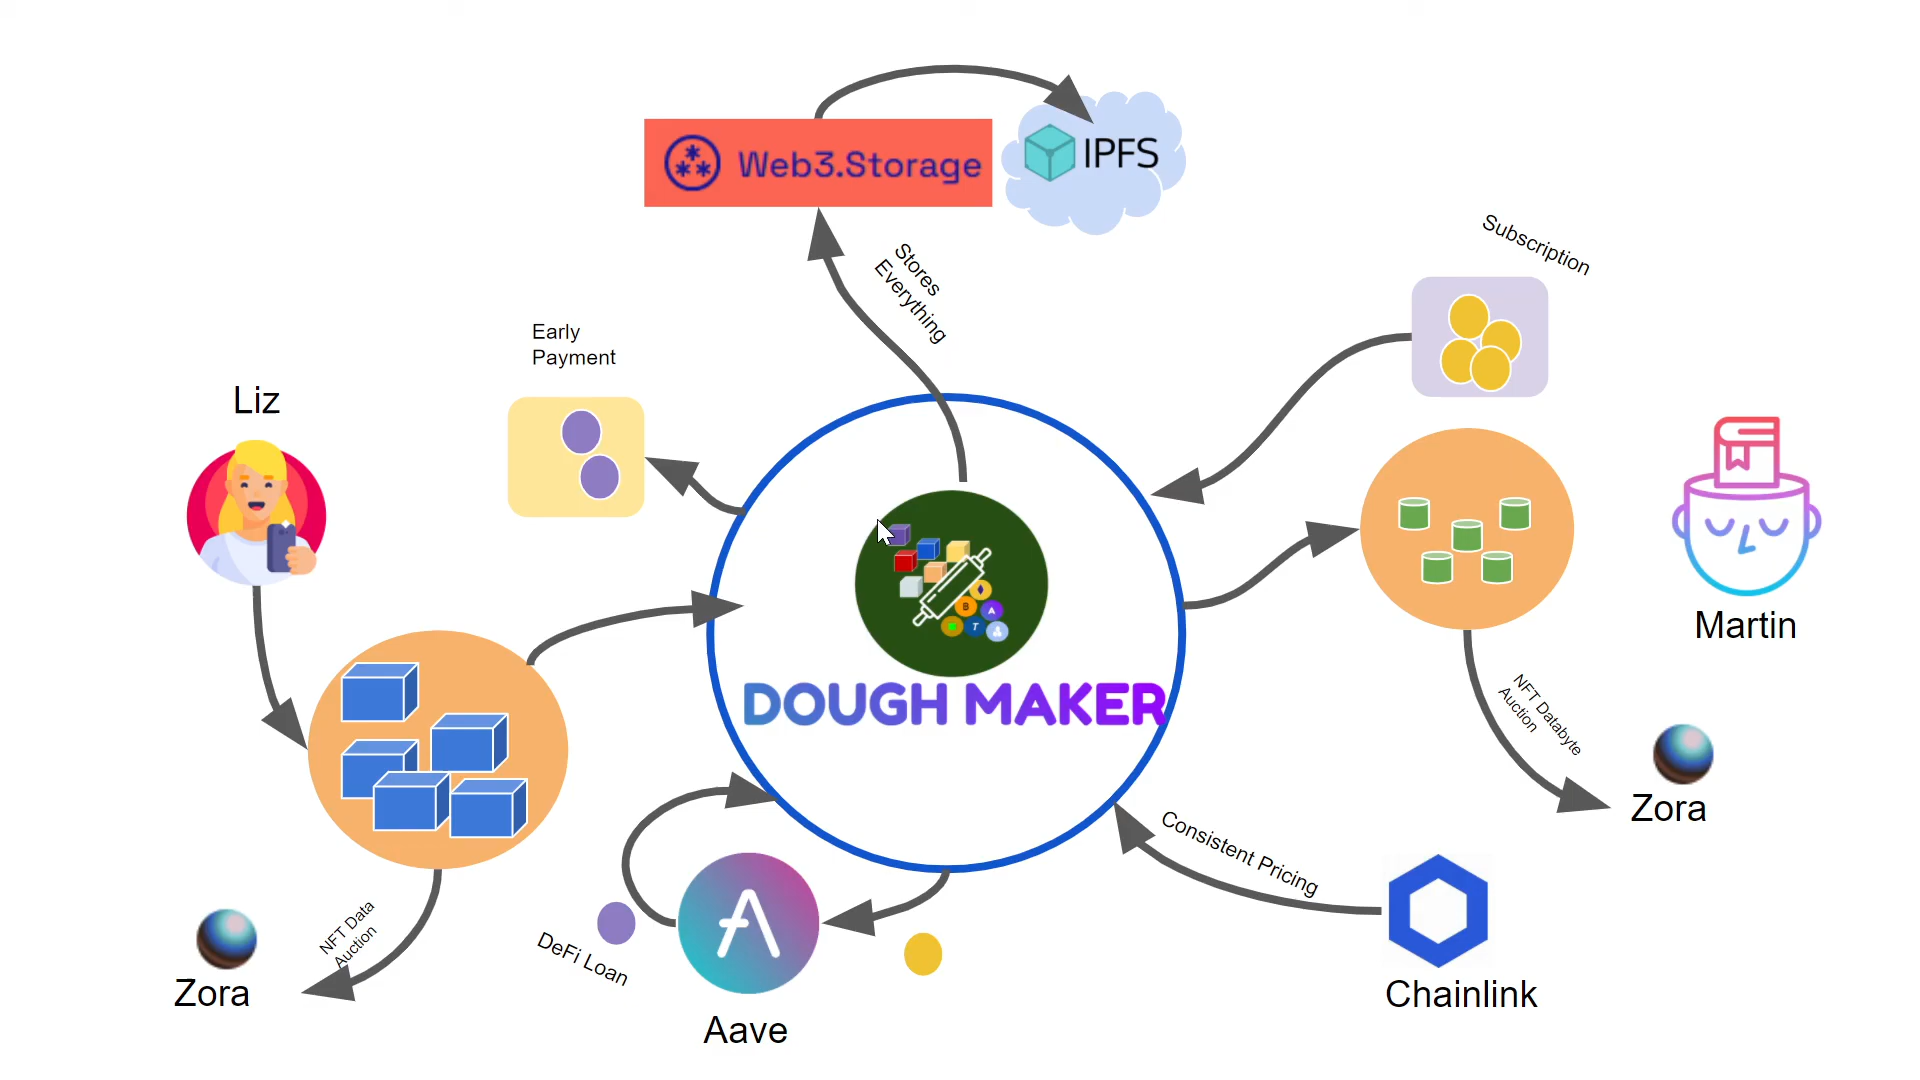 Web3.Storage
IPFS
Subscription
Stores
Everything
Early
Payment
Liz
Martin
DOUGH MAKER
NFT Databyte
Auction
Zora
Consistent Pricing
NFT Data
Auction
Zora
DeFi Loan
Aave
Chainlink